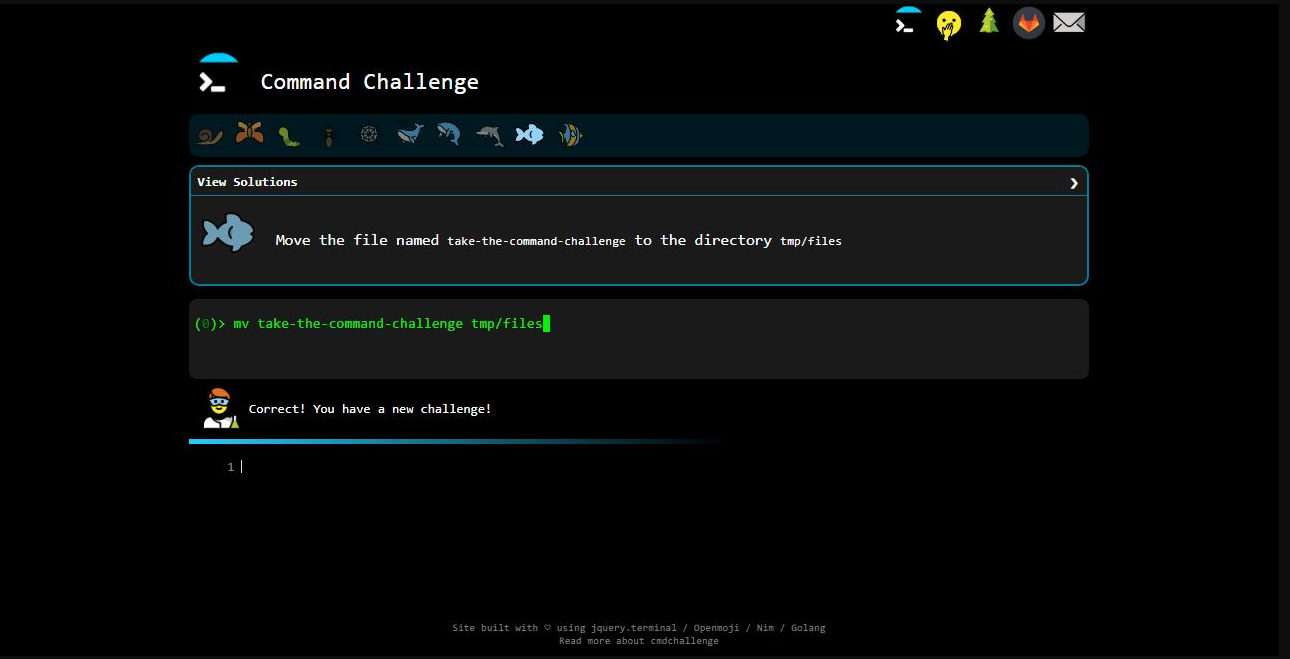 Command Challenge
View Solutions
Move the file named take-the-command-challenge to the directory tmp/files
(0)> mv take-the-command-challenge tmp/files
Correct! You have a new challenge!
1
Site built with ♡ using jquery.terminal / Openmoji / Nim / Golang
Read more about cmdchallenge